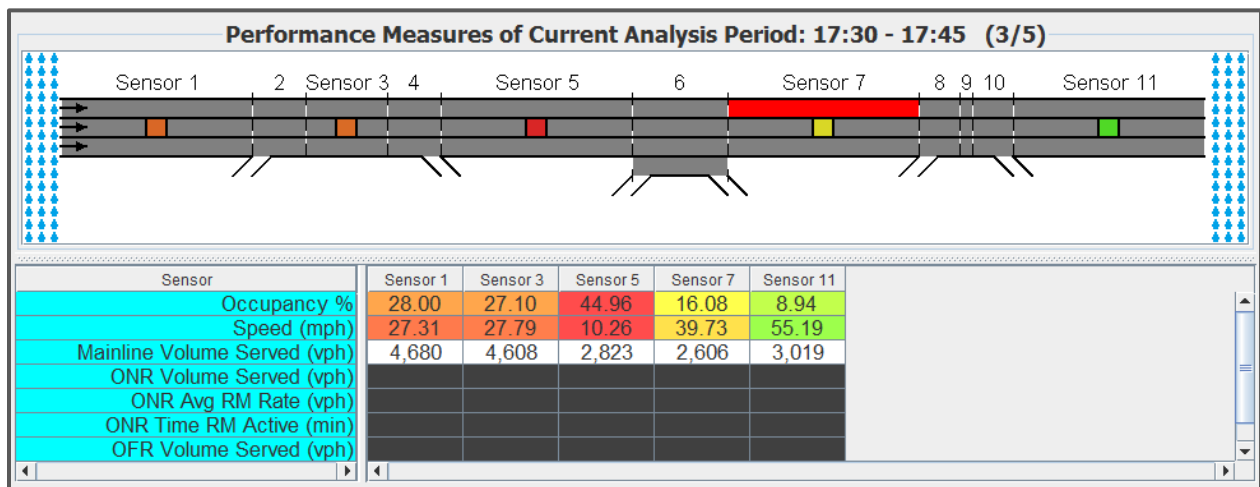 Performance Measures of Current Analysis Period: 17:30 - 17:45 (3/5)
Sensor 1 2 Sensor 3 4 Sensor 5 6 Sensor 7 8 9 10 Sensor 11
Sensor Sensor 1 Sensor 3 Sensor 5 Sensor 7 Sensor 11
Occupancy % 28.00 27.10 44.96 16.08 8.94
Speed (mph) 27.31 27.79 10.26 39.73 55.19
Mainline Volume Served (vph) 4,680 4,608 2,823 2,606 3,019
ONR Volume Served (vph)
ONR Avg RM Rate (vph)
ONR Time RM Active (min)
OFR Volume Served (vph)